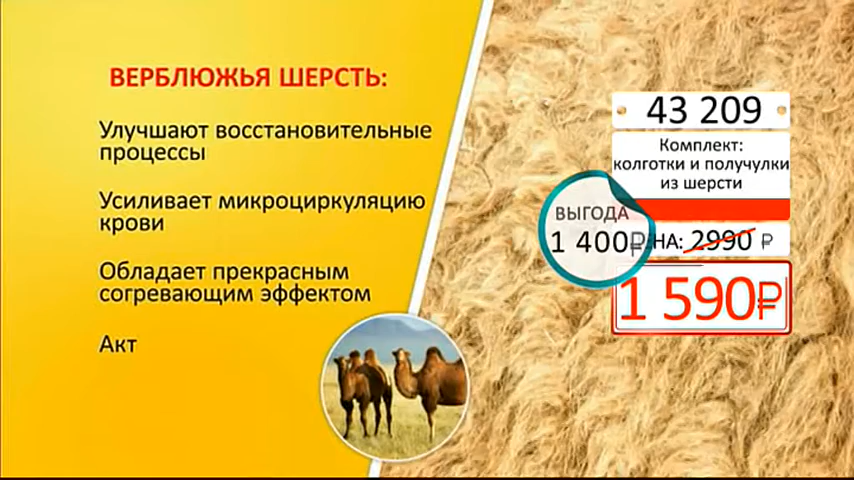 ВЕРБЛЮЖЬЯ ШЕРСТЬ:
Улучшают восстановительные
процессы
Усиливает микроциркуляцию
крови
Обладает прекрасным
согревающим эффектом
Акт
43 209
Комплект:
колготки и получулки
из шерсти
ВЫГОДА
1 400₽
ЕНА: 2990 ₽
1 590₽